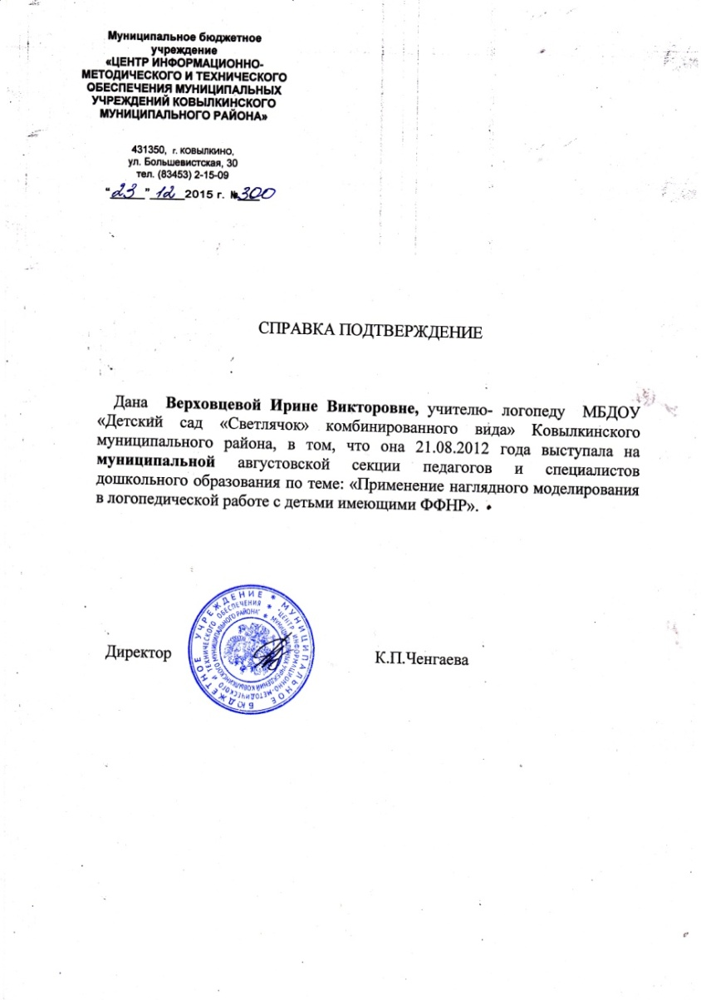 Муниципальное бюджетное
учреждение
«ЦЕНТР ИНФОРМАЦИОННО-
МЕТОДИЧЕСКОГО И ТЕХНИЧЕСКОГО
ОБЕСПЕЧЕНИЯ МУНИЦИПАЛЬНЫХ
УЧРЕЖДЕНИЙ КОВЫЛКИНСКОГО
МУНИЦИПАЛЬНОГО РАЙОНА»
431350, г. ковылкино,
ул. Большевистская, 30
тел. (83453) 2-15-09
"23" 12 2015 г. №300
СПРАВКА ПОДТВЕРЖДЕНИЕ
Дана Верховцевой Ирине Викторовне, учителю- логопеду МБДОУ
«Детский сад «Светлячок» комбинированного вида» Ковылкинского
муниципального района, в том, что она 21.08.2012 года выступала на
муниципальной августовской секции педагогов и специалистов
дошкольного образования по теме: «Применение наглядного моделирования
в логопедической работе с детьми имеющими ФФНР».
Директор
К.П.Ченгаева
МУНИЦИПАЛЬНОЕ БЮДЖЕТНОЕ УЧРЕЖДЕНИЕ
"ЦЕНТР ИНФОРМАЦИОННО-МЕТОДИЧЕСКОГО И ТЕХНИЧЕСКОГО ОБЕСПЕЧЕНИЯ
МУНИЦИПАЛЬНЫХ УЧРЕЖДЕНИЙ КОВЫЛКИНСКОГО МУНИЦИПАЛЬНОГО РАЙОНА"